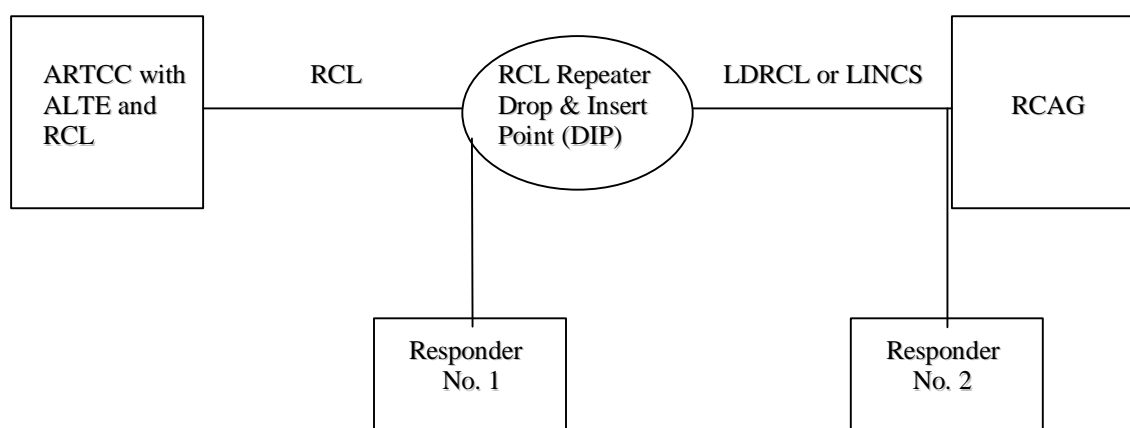 ARTCC with
ALTE and
RCL
RCL
RCL Repeater
Drop & Insert
Point (DIP)
LDRCL or LINCS
RCAG
Responder
No. 1
Responder
No. 2